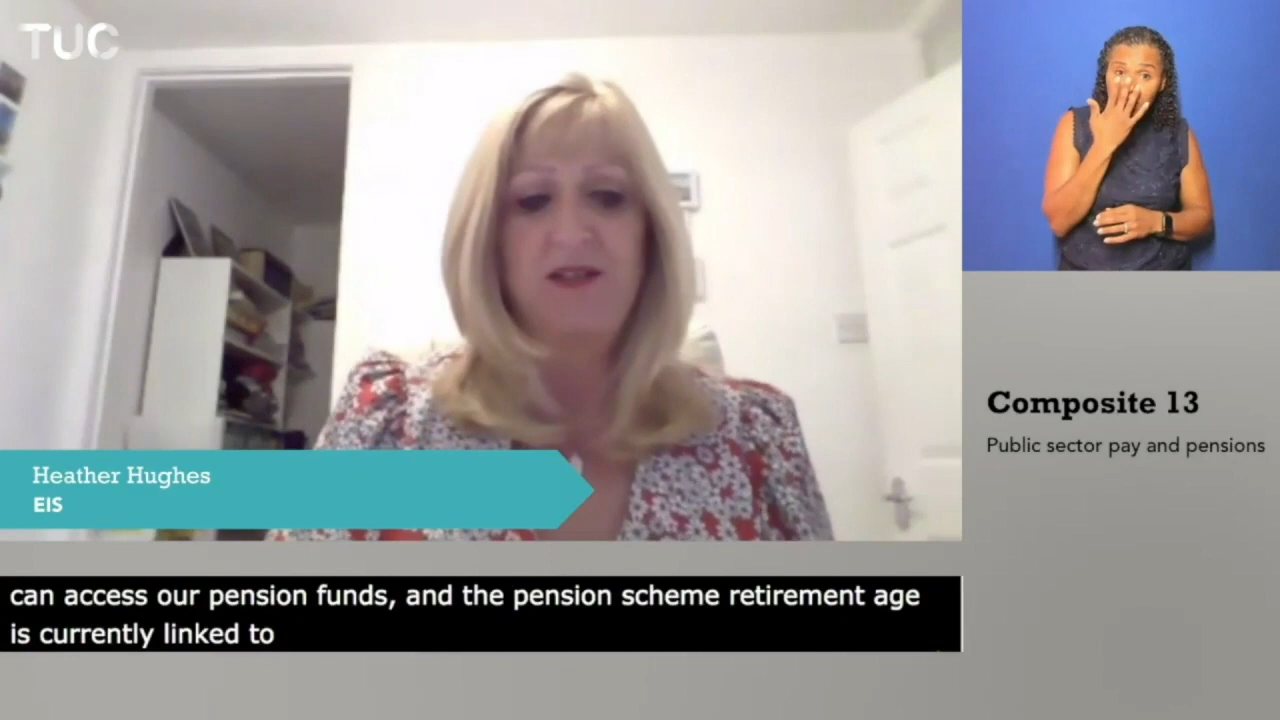 TUC
Composite 13
Public sector pay and pensions
Heather Hughes
EIS
can access our pension funds, and the pension scheme retirement age
is currently linked to